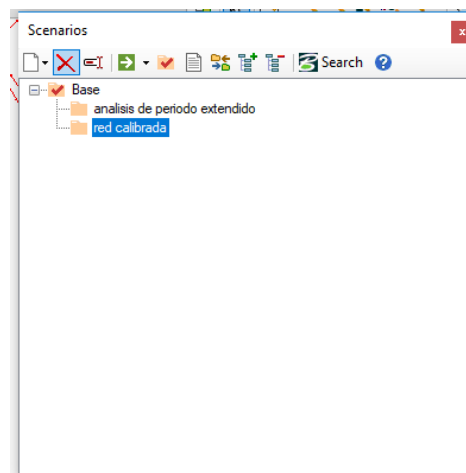 Scenarios
x
Search
Base
analisis de periodo extendido
red calibrada